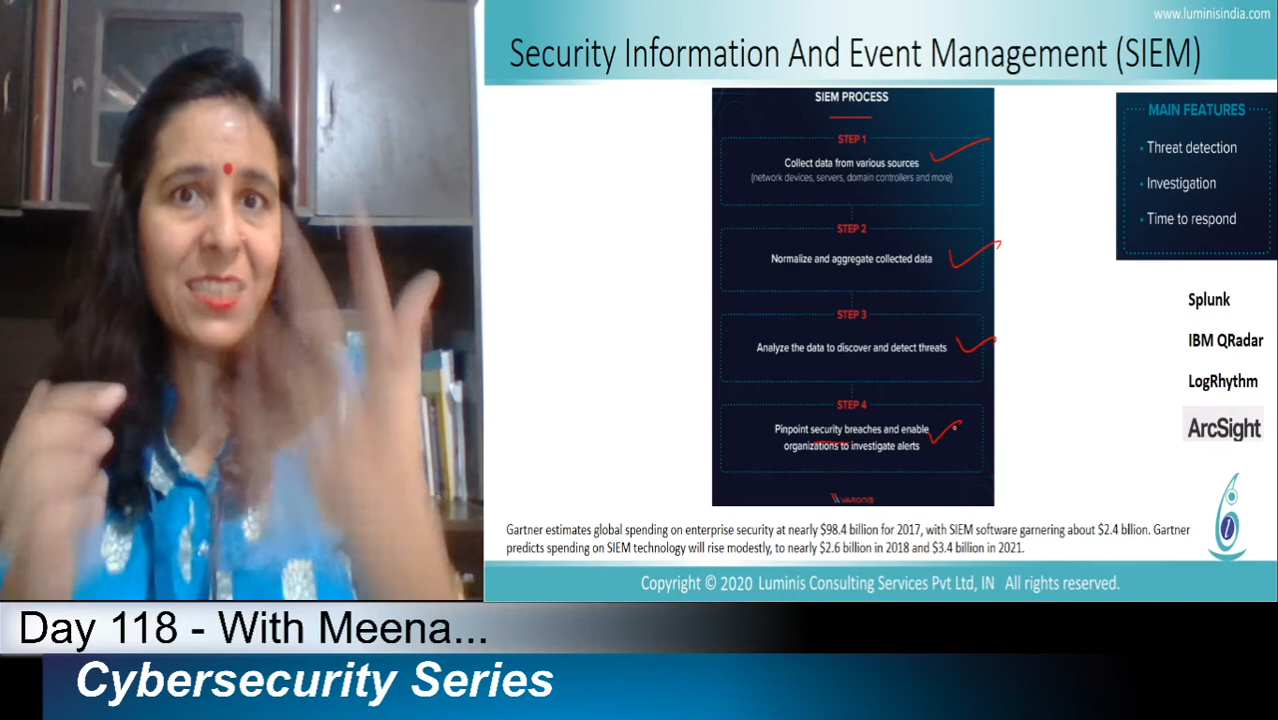 www.luminisindia.com
Security Information And Event Management (SIEM)
SIEM PROCESS
STEP 1
Collect data from various sources
(network devices, servers, domain controllers and more)
STEP 2
Normalize and aggregate collected data
STEP 3
Analyze the data to discover and detect threats
STEP 4
Pinpoint security breaches and enable
organizations to investigate alerts
VARONIS
MAIN FEATURES
· Threat detection
· Investigation
· Time to respond
Splunk
IBM QRadar
LogRhythm
ArcSight
Gartner estimates global spending on enterprise security at nearly $98.4 billion for 2017, with SIEM software garnering about $2.4 billion. Gartner
predicts spending on SIEM technology will rise modestly, to nearly $2.6 billion in 2018 and $3.4 billion in 2021.
Copyright © 2020 Luminis Consulting Services Pvt Ltd, IN All rights reserved.
Day 118 - With Meena...
Cybersecurity Series